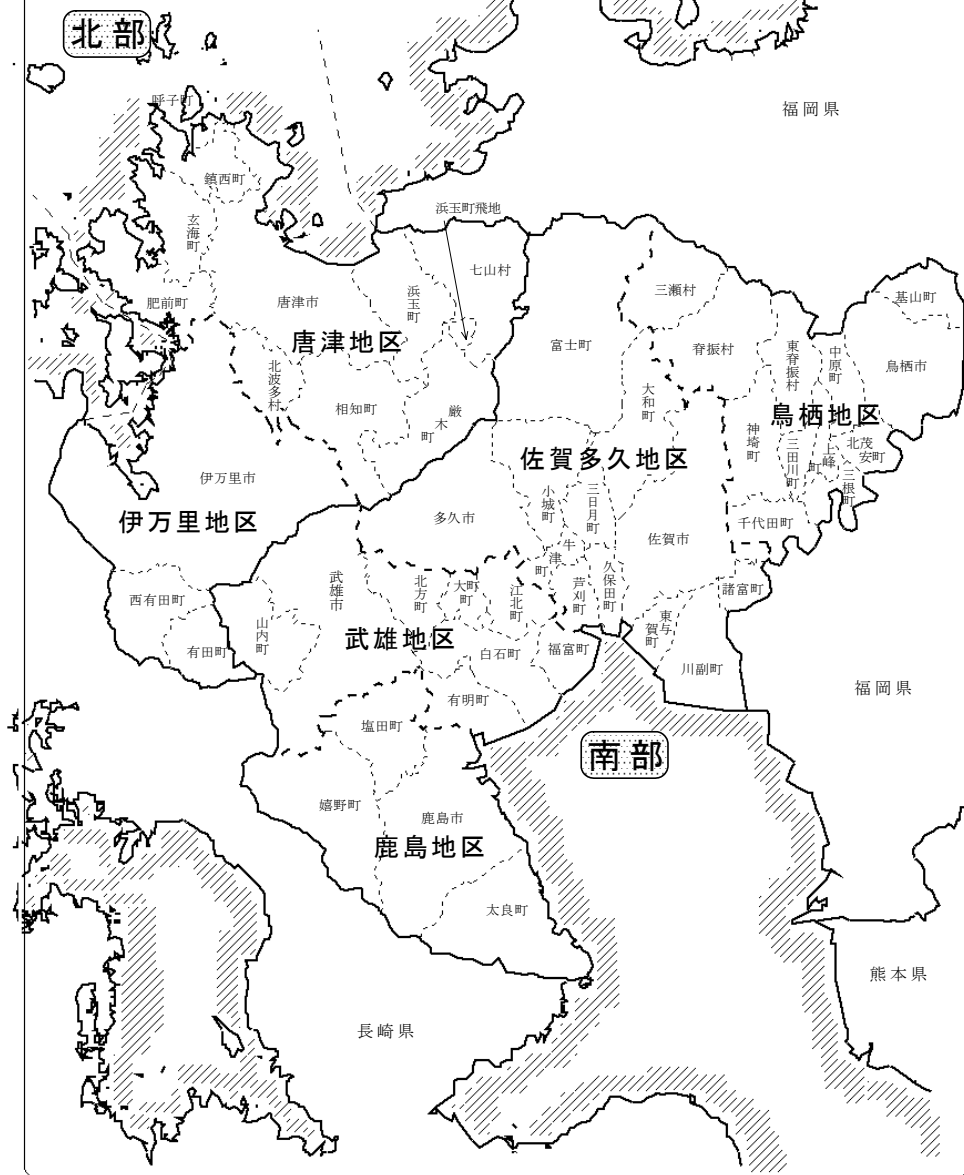 北部
呼子町
福岡県
鎮西町
浜玉町飛地
玄海町
七山村
肥前町
唐津市
浜玉町
三瀬村
基山町
唐津地区
富士町
脊振村
東脊振村
中原町
鳥栖市
北波多村
相知町
厳木町
大和町
鳥栖地区
神埼町
三田川町
上峰町
北茂安町
三根町
佐賀多久地区
伊万里市
伊万里地区
多久市
小城町
三日月町
佐賀市
千代田町
牛津町
芦刈町
久保田町
諸富町
西有田町
武雄市
北方町
大町町
江北町
山内町
有田町
武雄地区
白石町
福富町
東与賀町
川副町
福岡県
有明町
塩田町
南部
嬉野町
鹿島市
鹿島地区
太良町
熊本県
長崎県